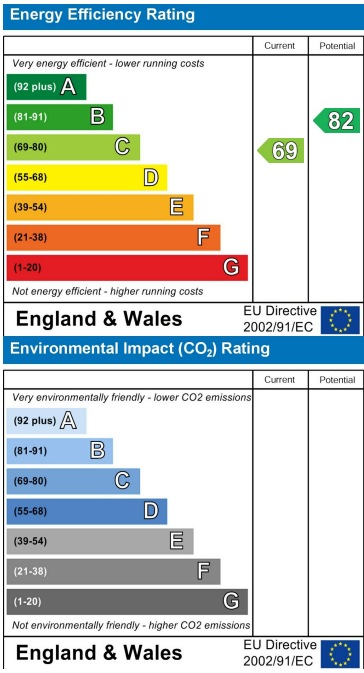 Energy Efficiency Rating
Current Potential
Very energy efficient - lower running costs
(92 plus) A
(81-91) B
(69-80) C
(55-68) D
(39-54) E
(21-38) F
(1-20) G
69
82
Not energy efficient - higher running costs
England & Wales
EU Directive
2002/91/EC
Environmental Impact (CO₂) Rating
Current Potential
Very environmentally friendly - lower CO2 emissions
(92 plus) A
(81-91) B
(69-80) C
(55-68) D
(39-54) E
(21-38) F
(1-20) G
Not environmentally friendly - higher CO2 emissions
England & Wales
EU Directive
2002/91/EC